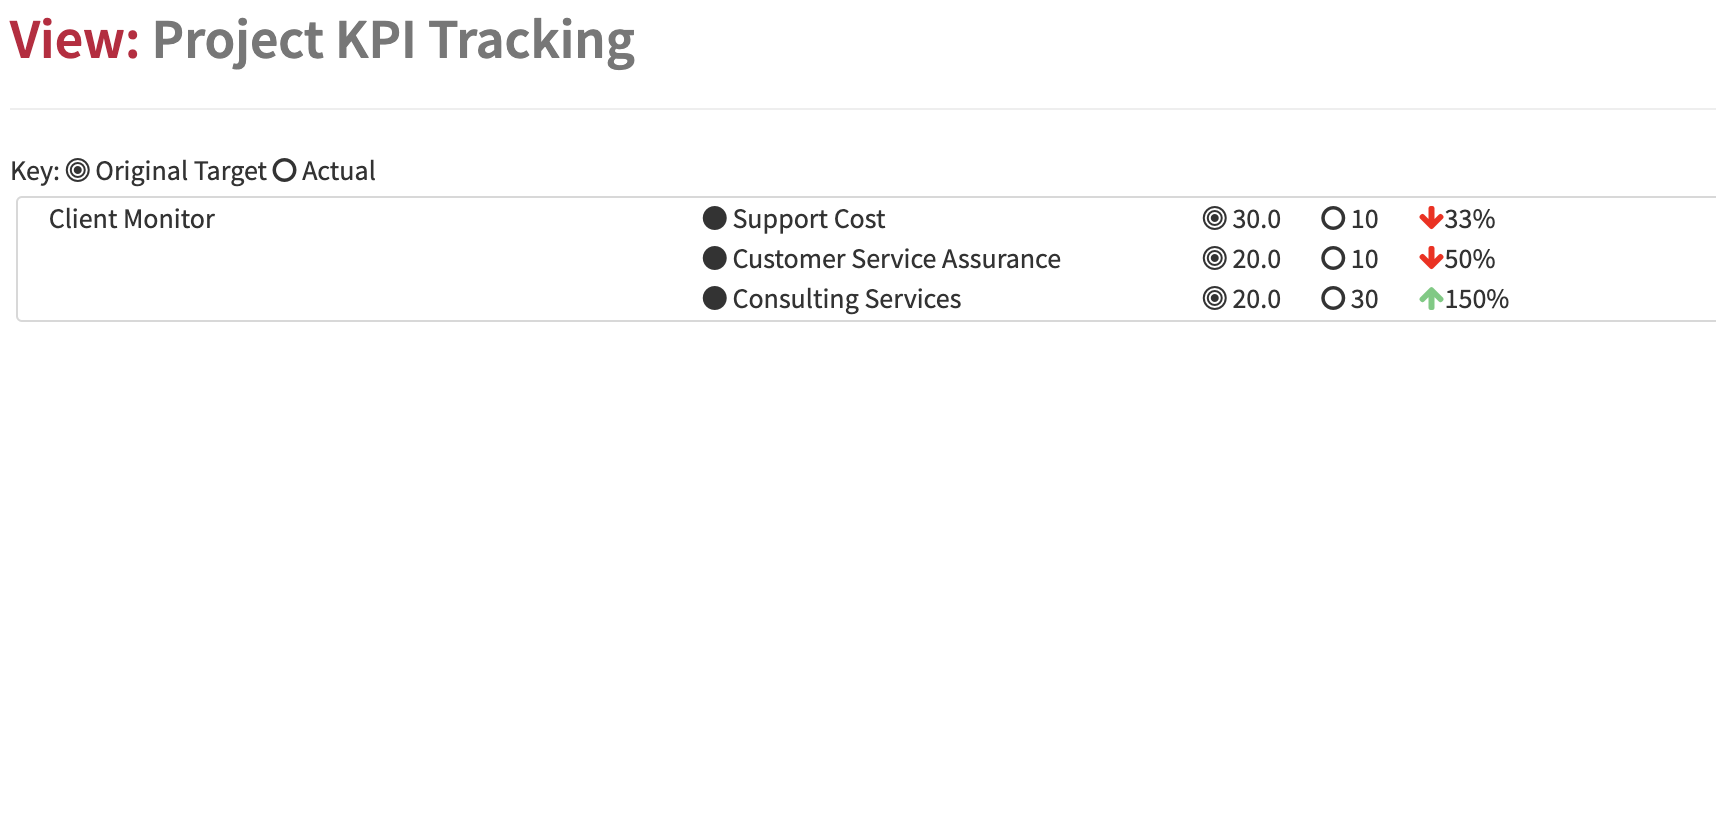 View: Project KPI Tracking
Key: Original Target Actual
Client Monitor Support Cost 30.0 10 33%
Customer Service Assurance 20.0 10 50%
Consulting Services 20.0 30 150%